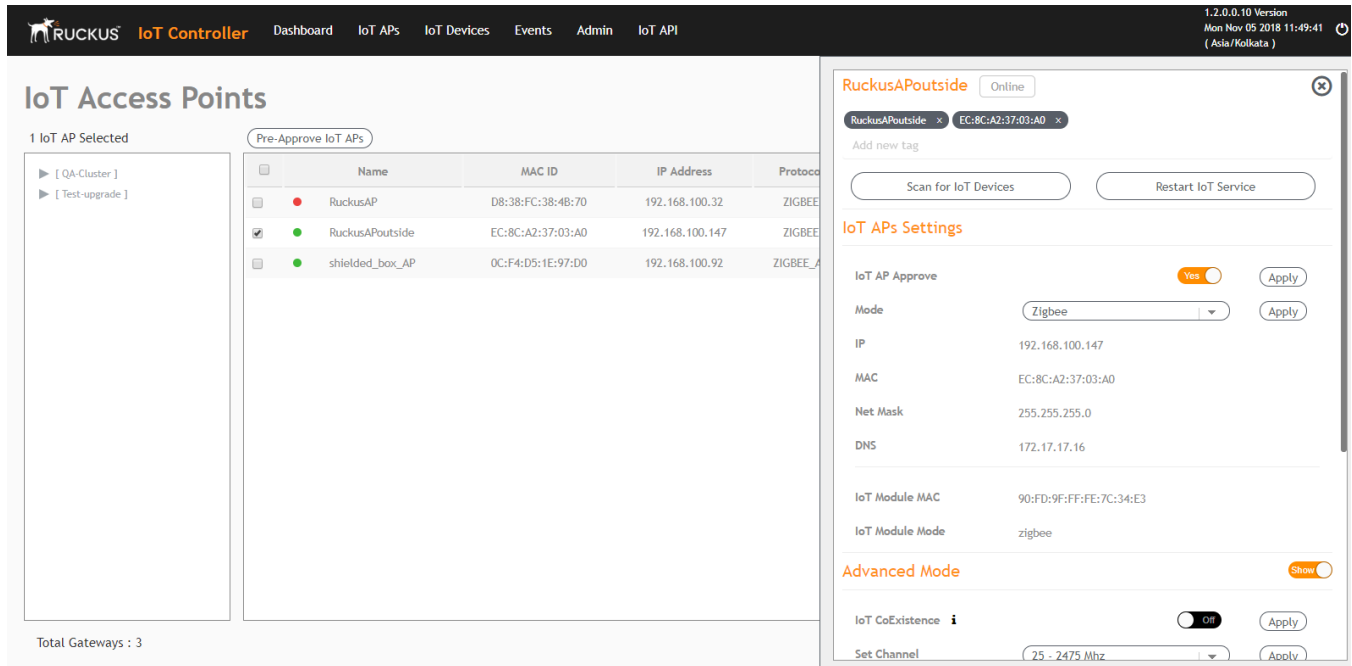 RUCKUS IoT Controller Dashboard IoT APs IoT Devices Events Admin IoT API
1.2.0.0.10 Version
Mon Nov 05 2018 11:49:41
( Asia/Kolkata )
IoT Access Points
1 IoT AP Selected
Pre-Approve IoT APs
[ QA-Cluster ]
[ Test-upgrade ]
Name MAC ID IP Address Protoco
RuckusAP D8:38:FC:38:4B:70 192.168.100.32 ZIGBEE
RuckusAPoutside EC:8C:A2:37:03:A0 192.168.100.147 ZIGBEE
shielded_box_AP 0C:F4:D5:1E:97:D0 192.168.100.92 ZIGBEE_A
Total Gateways : 3
RuckusAPoutside Online
RuckusAPoutside × EC:8C:A2:37:03:A0 ×
Add new tag
Scan for IoT Devices Restart IoT Service
IoT APs Settings
IoT AP Approve Yes Apply
Mode Zigbee Apply
IP 192.168.100.147
MAC EC:8C:A2:37:03:A0
Net Mask 255.255.255.0
DNS 172.17.17.16
IoT Module MAC 90:FD:9F:FF:FE:7C:34:E3
IoT Module Mode zigbee
Advanced Mode Show
IoT CoExistence i Off Apply
Set Channel 25 - 2475 Mhz Apply